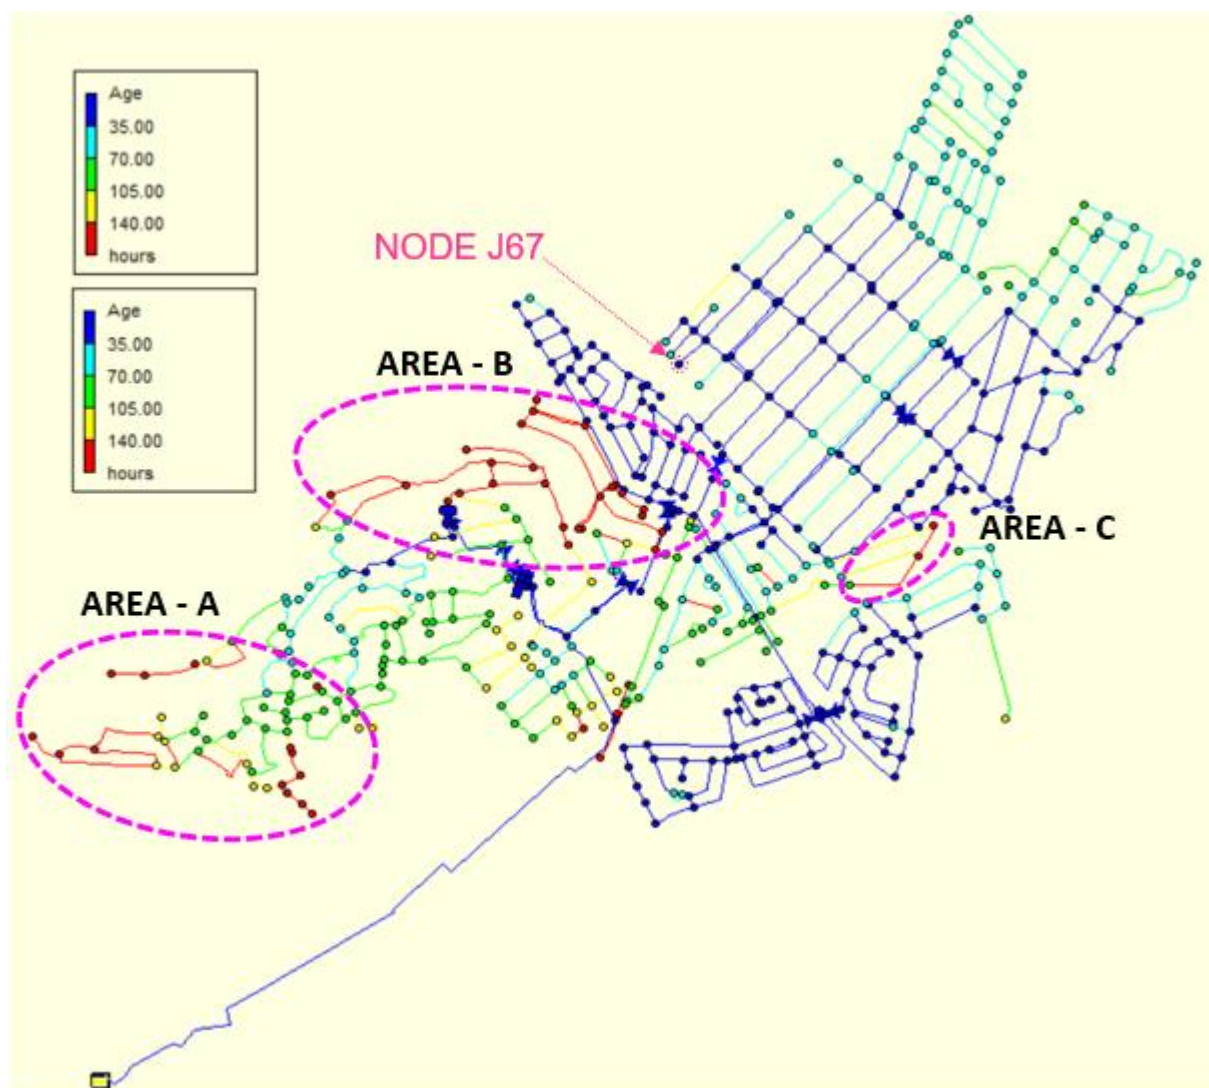 Age
35.00
70.00
105.00
140.00
hours
Age
35.00
70.00
105.00
140.00
hours
NODE J67
AREA - B
AREA - C
AREA - A